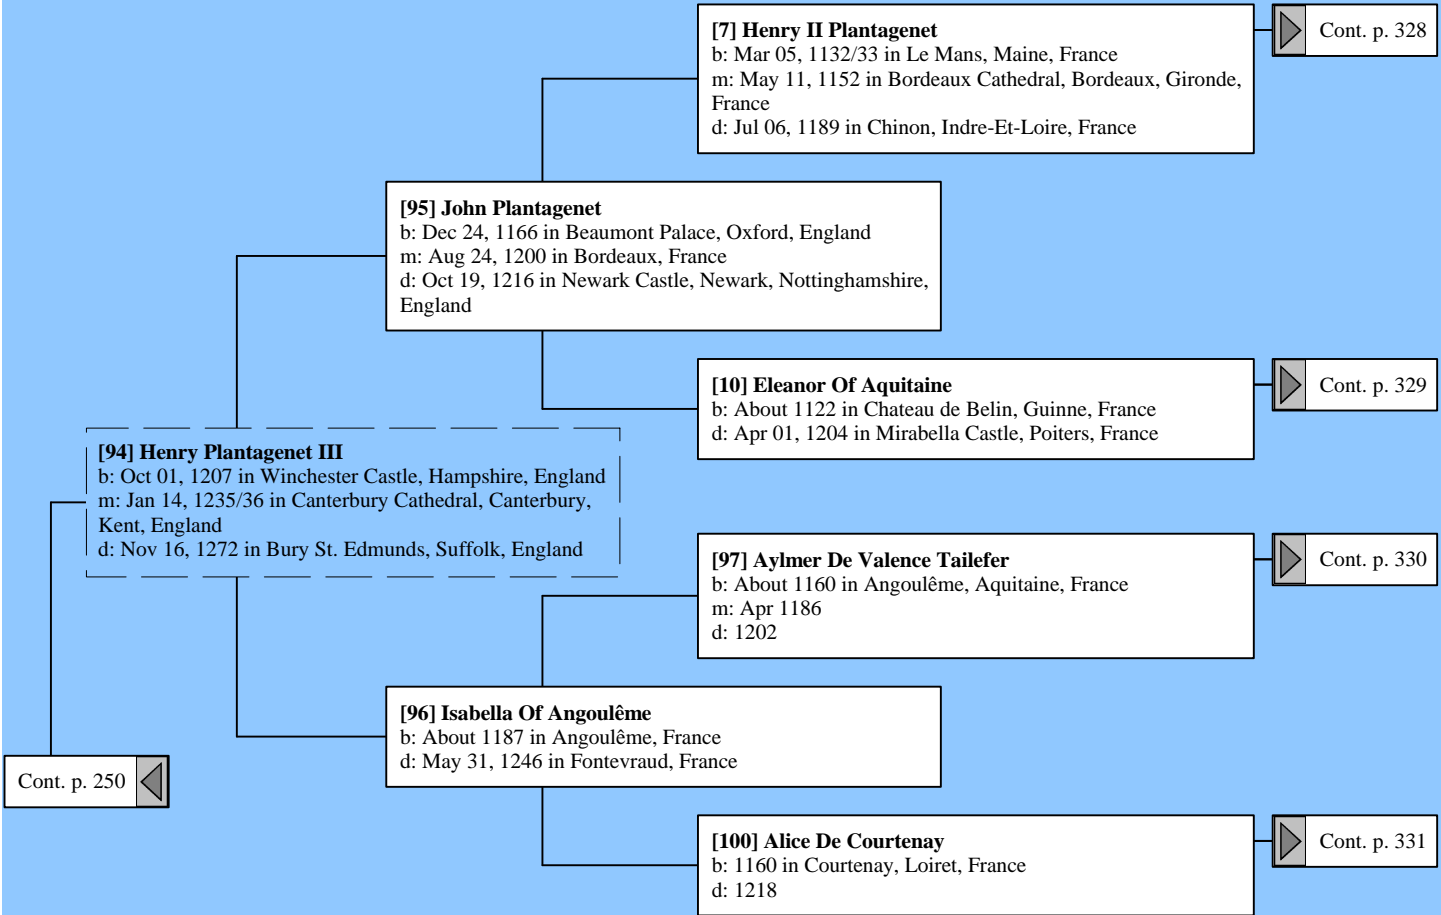 [7] Henry II Plantagenet
b: Mar 05, 1132/33 in Le Mans, Maine, France
m: May 11, 1152 in Bordeaux Cathedral, Bordeaux, Gironde,
France
d: Jul 06, 1189 in Chinon, Indre-Et-Loire, France
Cont. p. 328
[95] John Plantagenet
b: Dec 24, 1166 in Beaumont Palace, Oxford, England
m: Aug 24, 1200 in Bordeaux, France
d: Oct 19, 1216 in Newark Castle, Newark, Nottinghamshire,
England
[10] Eleanor Of Aquitaine
b: About 1122 in Chateau de Belin, Guinne, France
d: Apr 01, 1204 in Mirabella Castle, Poiters, France
Cont. p. 329
[94] Henry Plantagenet III
b: Oct 01, 1207 in Winchester Castle, Hampshire, England
m: Jan 14, 1235/36 in Canterbury Cathedral, Canterbury,
Kent, England
d: Nov 16, 1272 in Bury St. Edmunds, Suffolk, England
[97] Aylmer De Valence Tailefer
b: About 1160 in Angoulême, Aquitaine, France
m: Apr 1186
d: 1202
Cont. p. 330
[96] Isabella Of Angoulême
b: About 1187 in Angoulême, France
d: May 31, 1246 in Fontevraud, France
Cont. p. 250
[100] Alice De Courtenay
b: 1160 in Courtenay, Loiret, France
d: 1218
Cont. p. 331